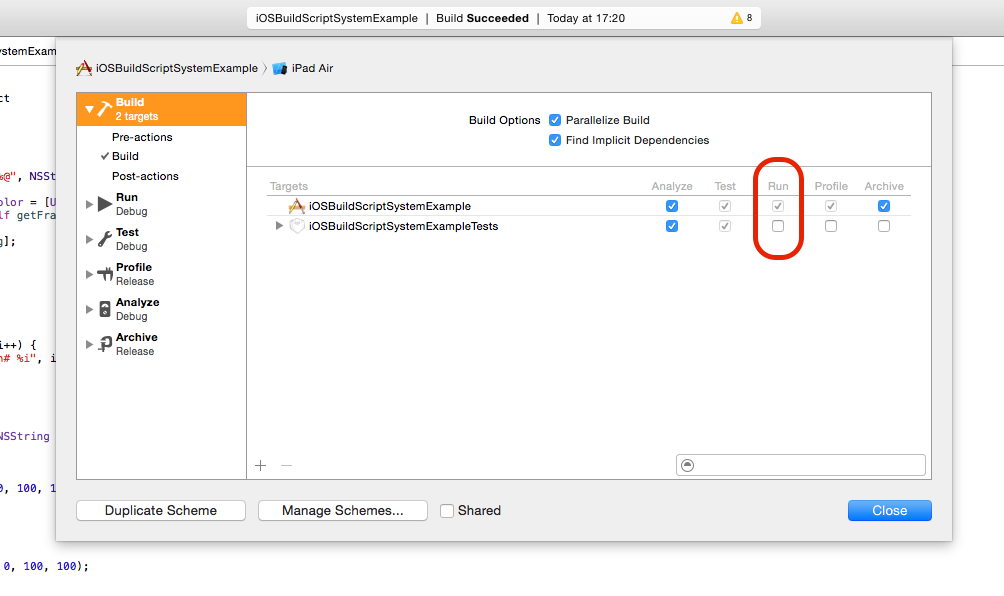 iOSBuildScriptSystemExample | Build Succeeded | Today at 17:20 8
ystemExam
iOSBuildScriptSystemExample 〉 iPad Air
ct
Build
2 targets
Build Options Parallelize Build
Pre-actions
Find Implicit Dependencies
Build
%@", NSSt
Post-actions
Targets Analyze Test Run Profile Archive
olor = [U
Run
Debug
iOSBuildScriptSystemExample
lf getFra
iOSBuildScriptSystemExampleTests
Test
Debug
g];
Profile
Release
Analyze
Debug
Archive
Release
i++) {
n# %i", i
NSString
0, 100, 1
Duplicate Scheme Manage Schemes... Shared Close
0, 100, 100);